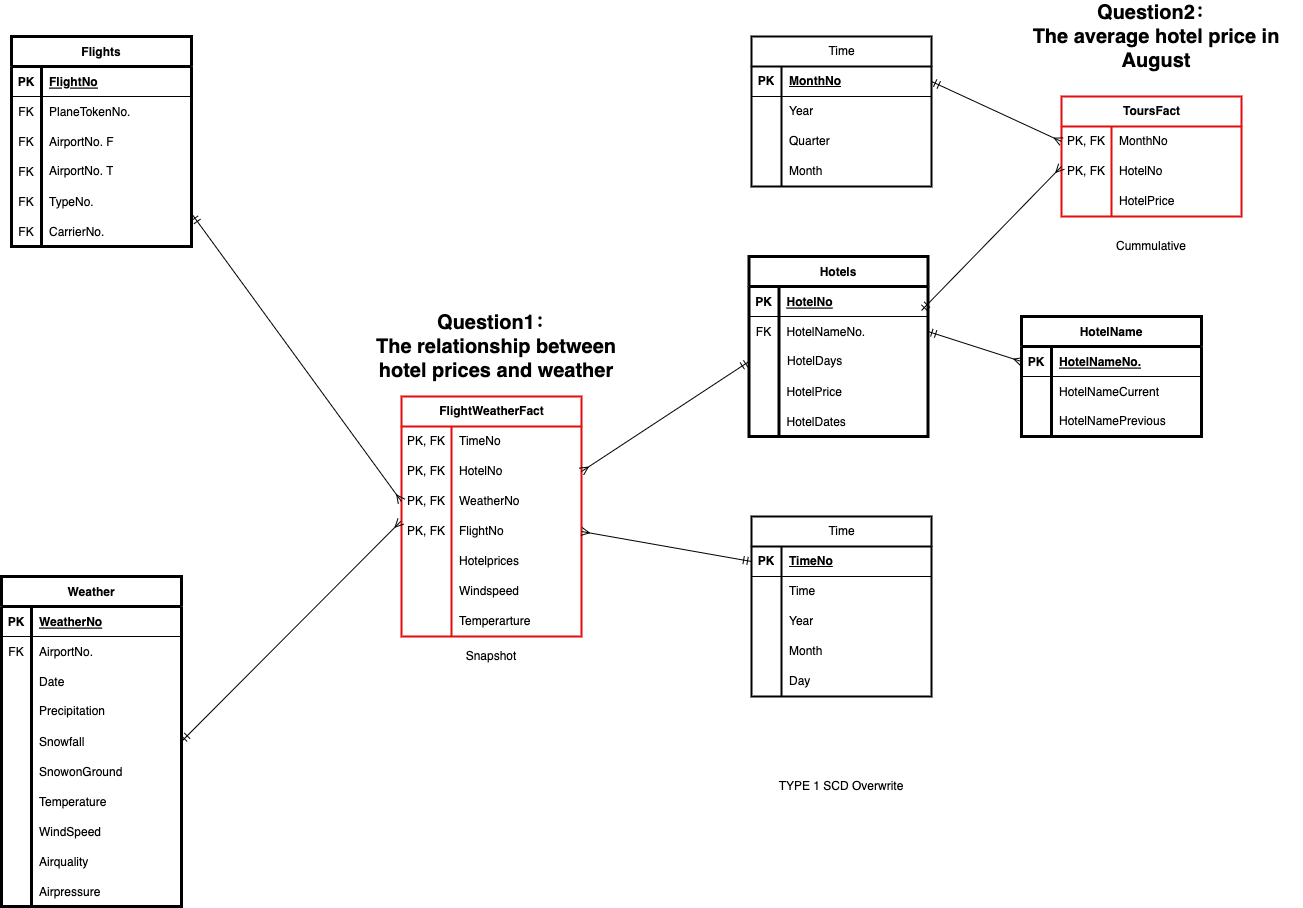 Question2：
The average hotel price in
August
Flights
PK FlightNo
FK PlaneTokenNo.
FK AirportNo. F
FK AirportNo. T
FK TypeNo.
FK CarrierNo.
Time
PK MonthNo
Year
Quarter
Month
ToursFact
PK, FK MonthNo
PK, FK HotelNo
HotelPrice
Cummulative
Hotels
PK HotelNo
FK HotelNameNo.
HotelDays
HotelPrice
HotelDates
HotelName
PK HotelNameNo.
HotelNameCurrent
HotelNamePrevious
Question1：
The relationship between
hotel prices and weather
FlightWeatherFact
PK, FK TimeNo
PK, FK HotelNo
PK, FK WeatherNo
PK, FK FlightNo
Hotelprices
Windspeed
Temperarture
Snapshot
Time
PK TimeNo
Time
Year
Month
Day
Weather
PK WeatherNo
FK AirportNo.
Date
Precipitation
Snowfall
SnowonGround
Temperature
WindSpeed
Airquality
Airpressure
TYPE 1 SCD Overwrite